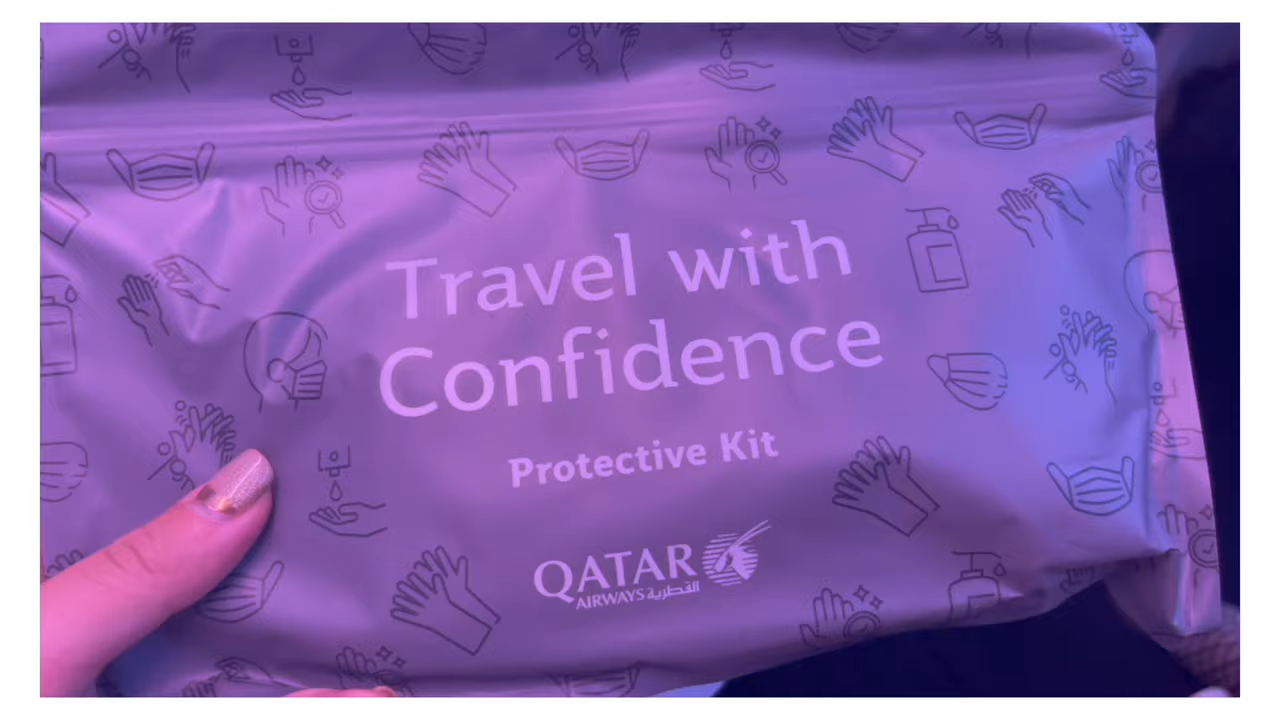 Travel with
Confidence
Protective Kit
QATAR
AIRWAYS القطرية